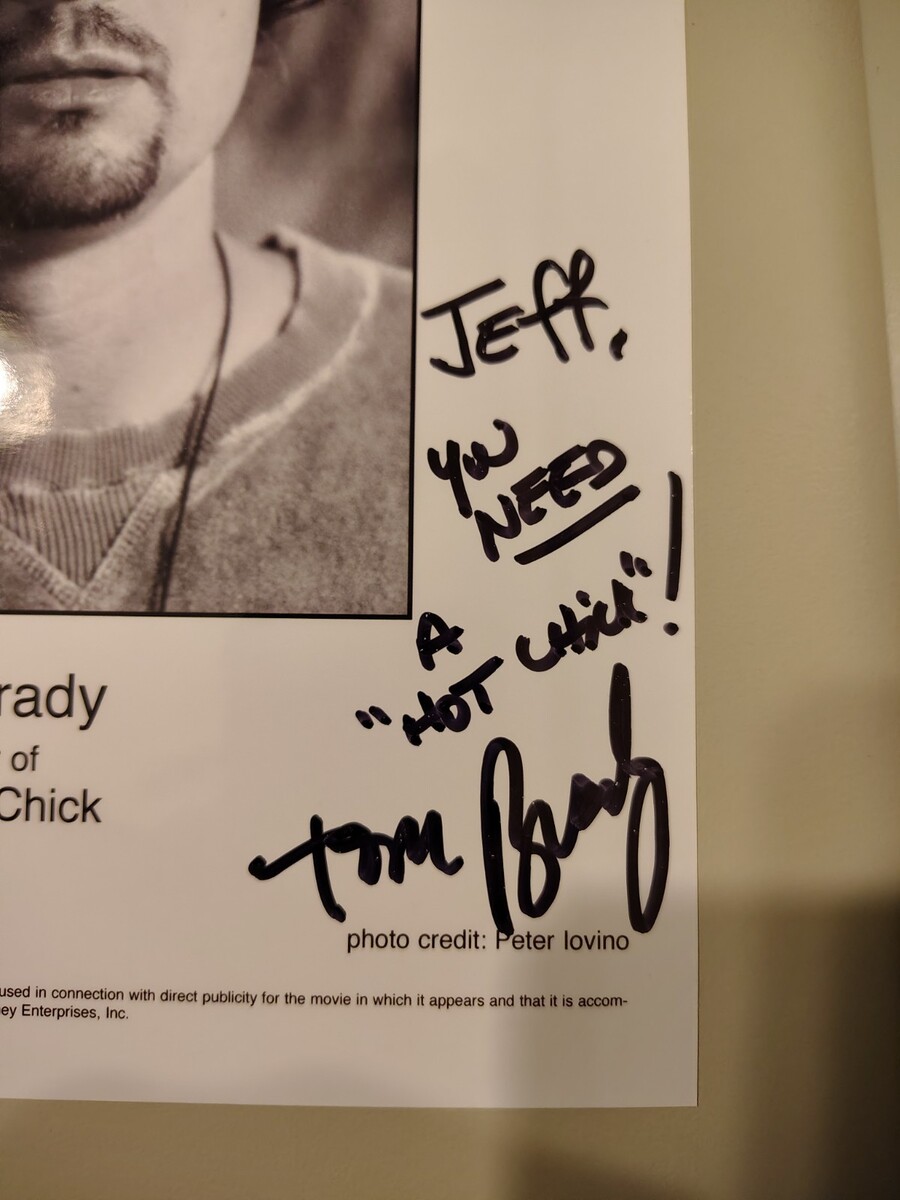 JEff,
you
NEED
A
"HOT CHICK"!
Tom Brady
rady
of
Chick
photo credit: Peter Iovino
used in connection with direct publicity for the movie in which it appears and that it is accom-
ey Enterprises, Inc.